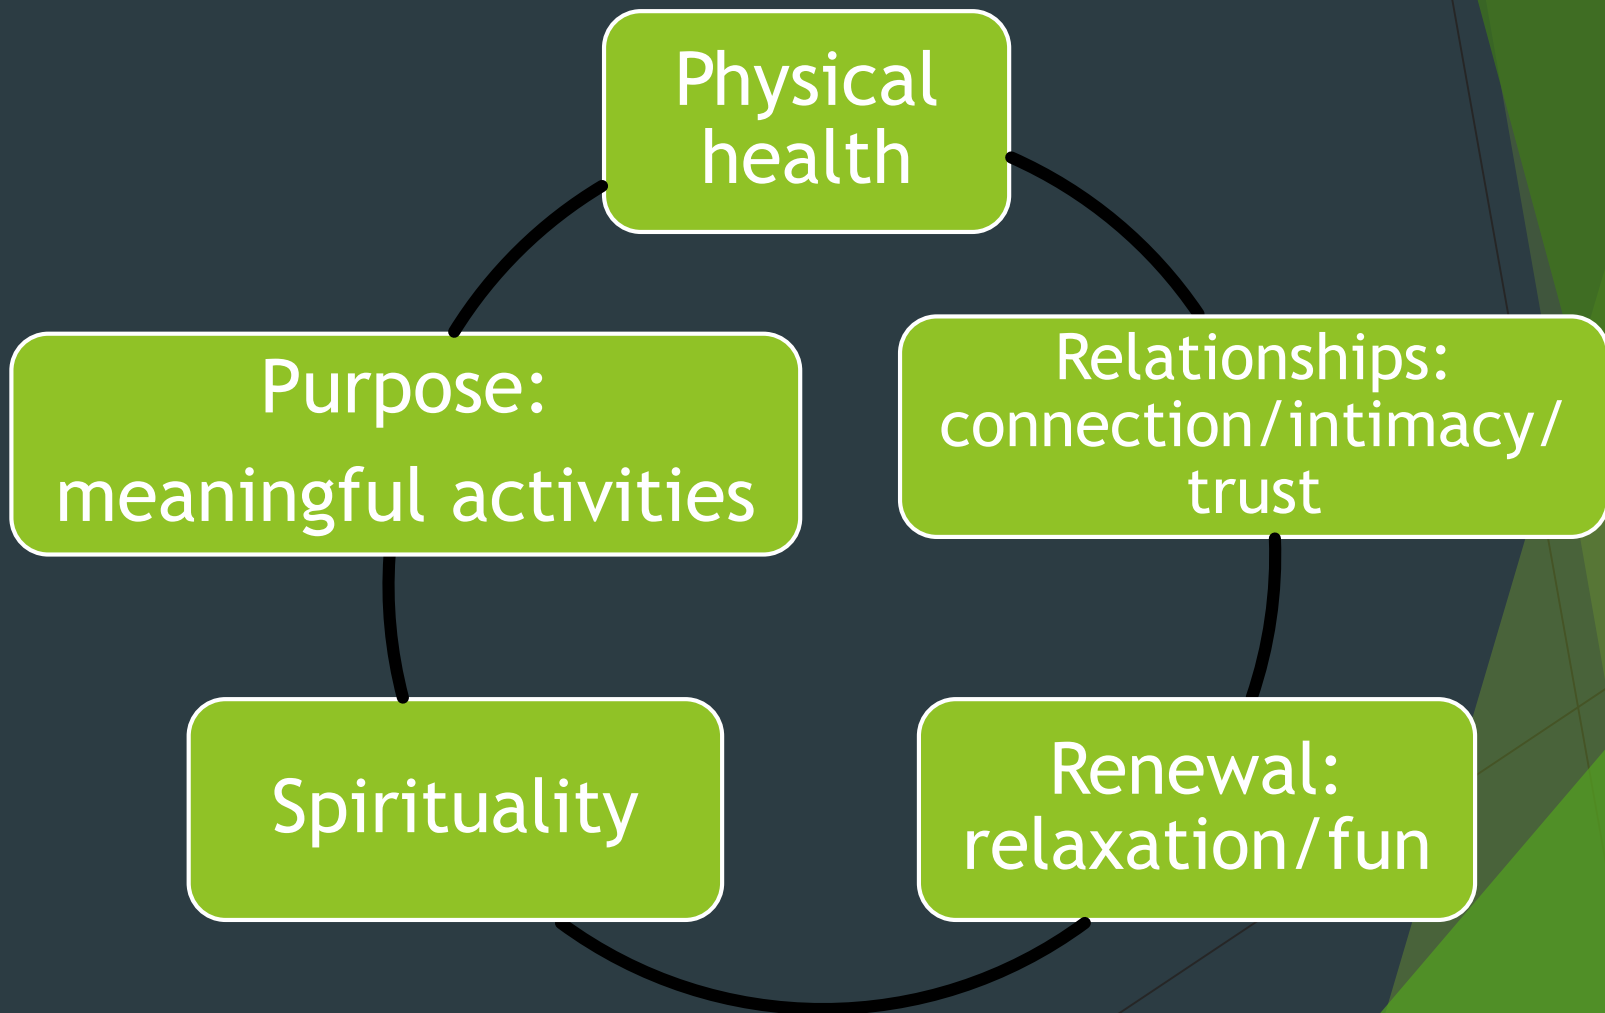 Physical
health
Relationships:
connection/intimacy/
trust
Renewal:
relaxation/fun
Spirituality
Purpose:
meaningful activities